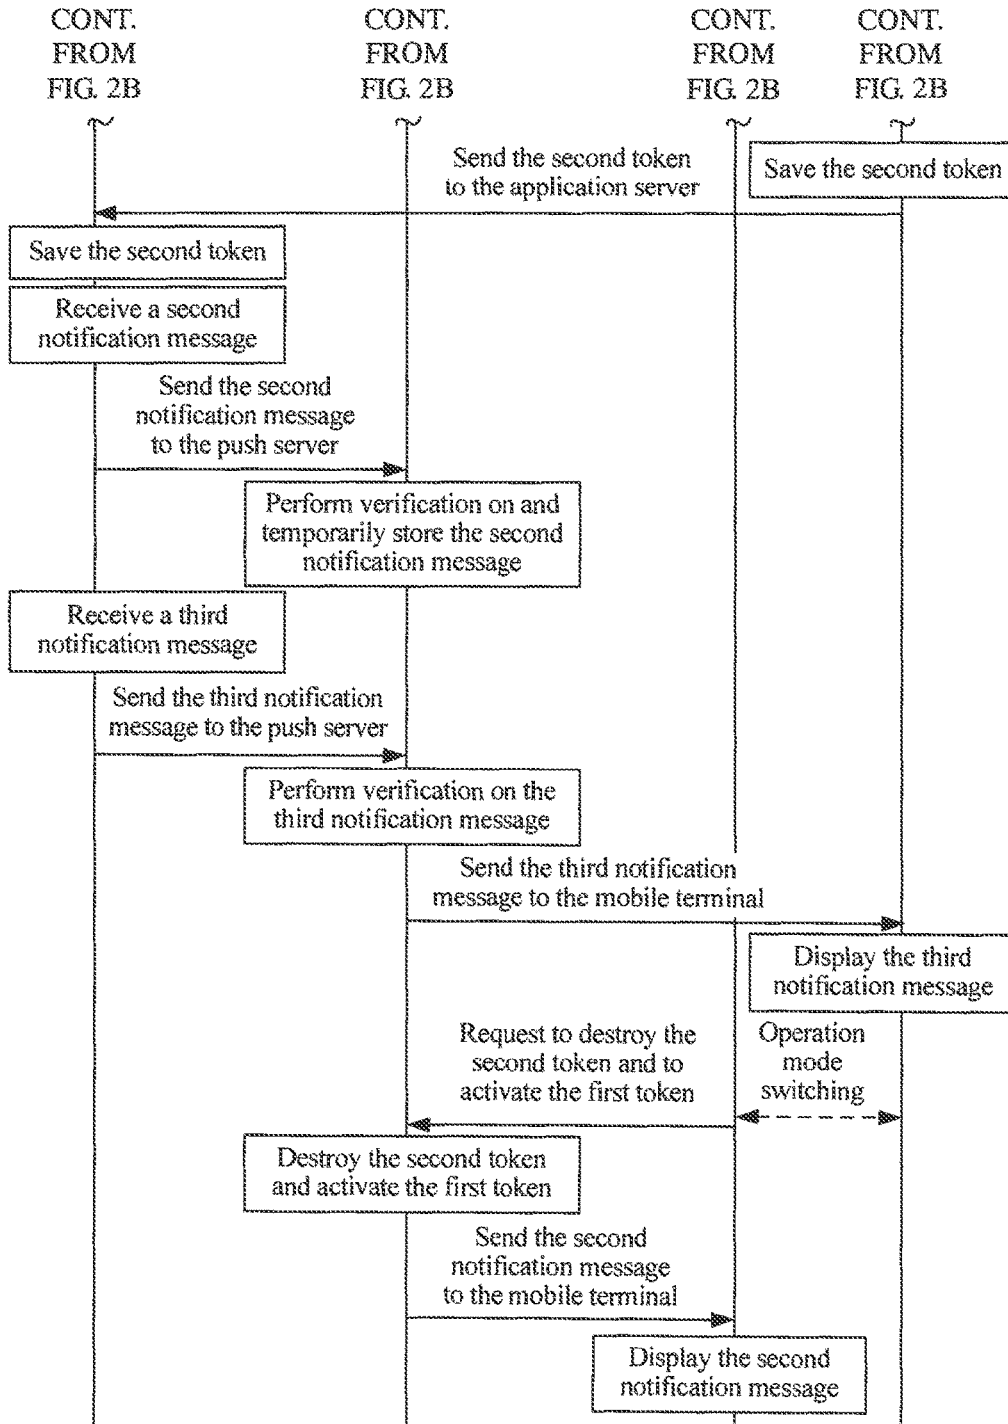 CONT.
FROM
FIG. 2B
CONT.
FROM
FIG. 2B
CONT.
FROM
FIG. 2B
CONT.
FROM
FIG. 2B
Send the second token
to the application server
Save the second token
Save the second token
Receive a second
notification message
Send the second
notification message
to the push server
Perform verification on and
temporarily store the second
notification message
Receive a third
notification message
Send the third notification
message to the push server
Perform verification on the
third notification message
Send the third notification
message to the mobile terminal
Display the third
notification message
Request to destroy the
second token and to
activate the first token
Operation
mode
switching
Destroy the second token
and activate the first token
Send the second
notification message
to the mobile terminal
Display the second
notification message